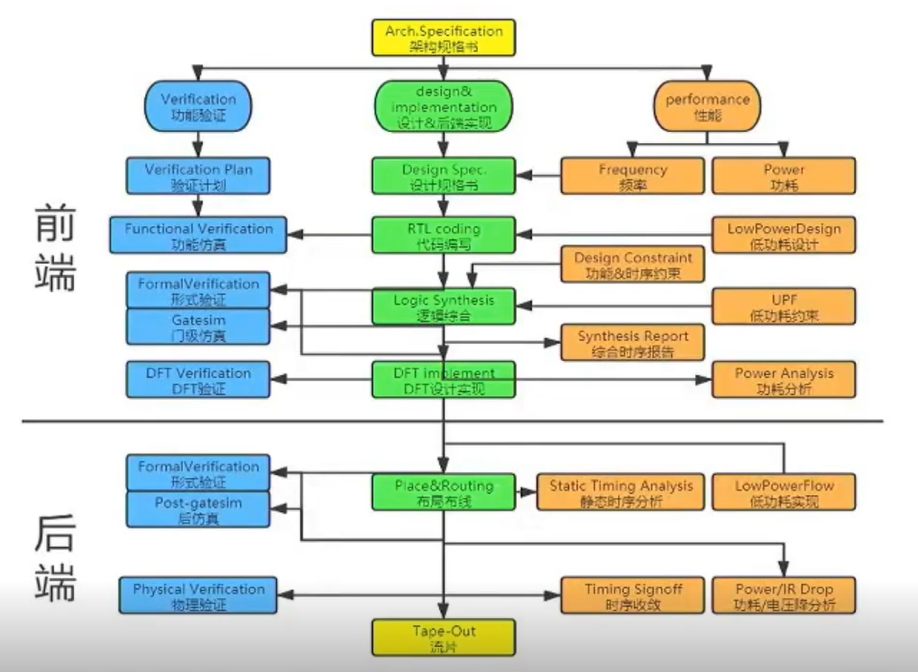 Arch.Specification
架构规格书
Verification
功能验证
design&
implementation
设计&后端实现
performance
性能
Verification Plan
验证计划
Design Spec.
设计规格书
Frequency
频率
Power
功耗
前端
Functional Verification
功能仿真
RTL coding
代码编写
LowPowerDesign
低功耗设计
Design Constraint
功能&时序约束
FormalVerification
形式验证
Logic Synthesis
逻辑综合
UPF
低功耗约束
Gatesim
门级仿真
Synthesis Report
综合时序报告
DFT Verification
DFT验证
DFT implement
DFT设计实现
Power Analysis
功耗分析
后端
FormalVerification
形式验证
Place&Routing
布局布线
Static Timing Analysis
静态时序分析
LowPowerFlow
低功耗实现
Post-gatesim
后仿真
Physical Verification
物理验证
Timing Signoff
时序收敛
Power/IR Drop
功耗/电压降分析
Tape-Out
流片